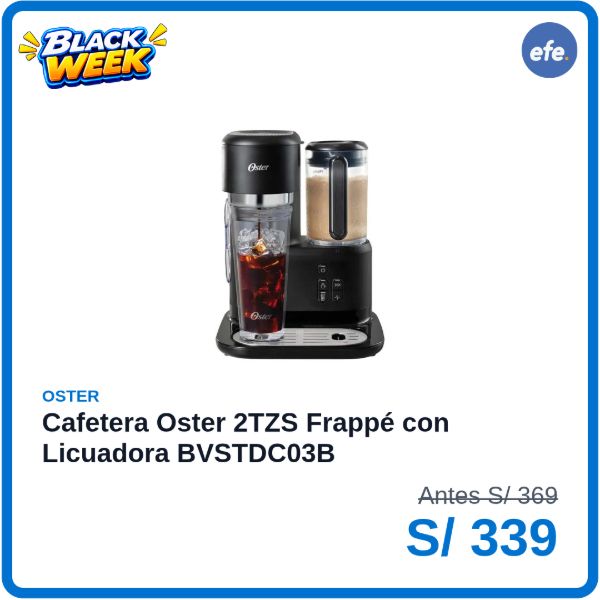 BLACK
WEEK
efe.
Oster
Oster
OSTER
Cafetera Oster 2TZS Frappé con
Licuadora BVSTDC03B
Antes S/ 369
S/ 339